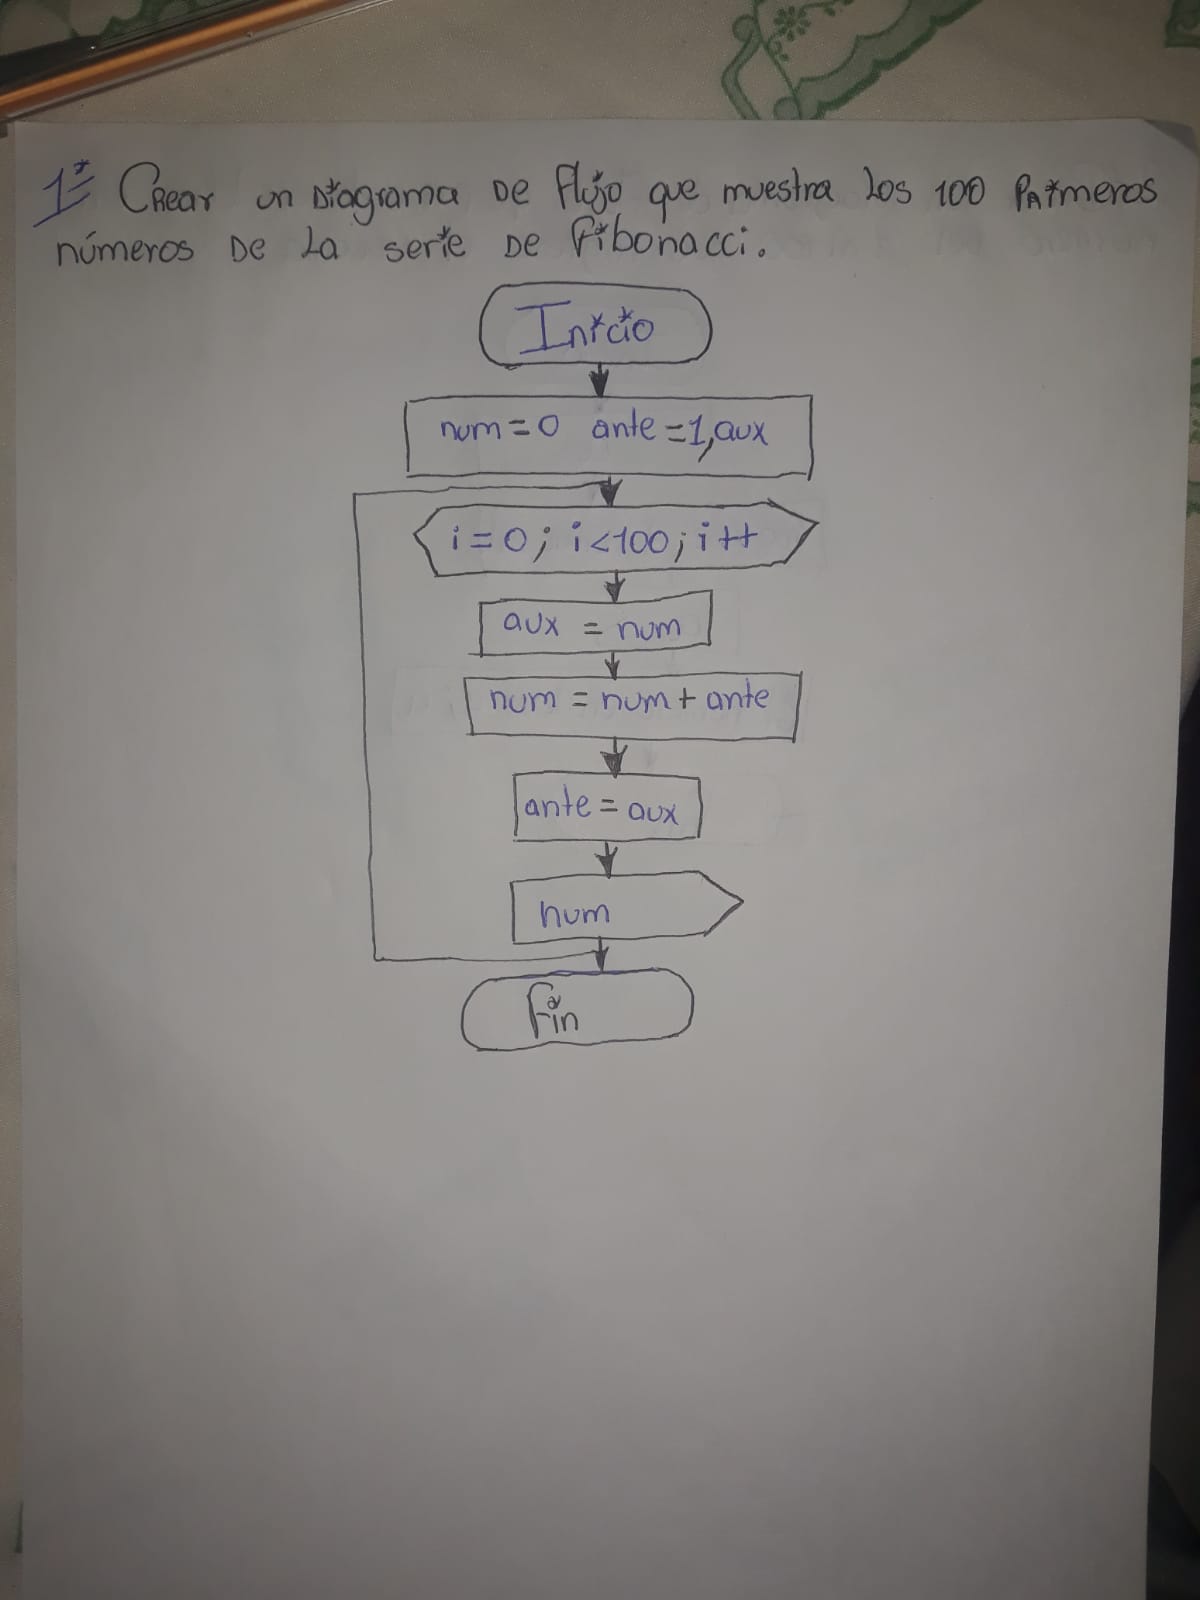 1º Crear un Diagrama De flujo que muestra los 100 Primeros
números De La serie De fibonacci.
Inicio
num=0 ante=1,aux
i=0; i<100; i++
aux = num
num = num + ante
ante = aux
num
fin